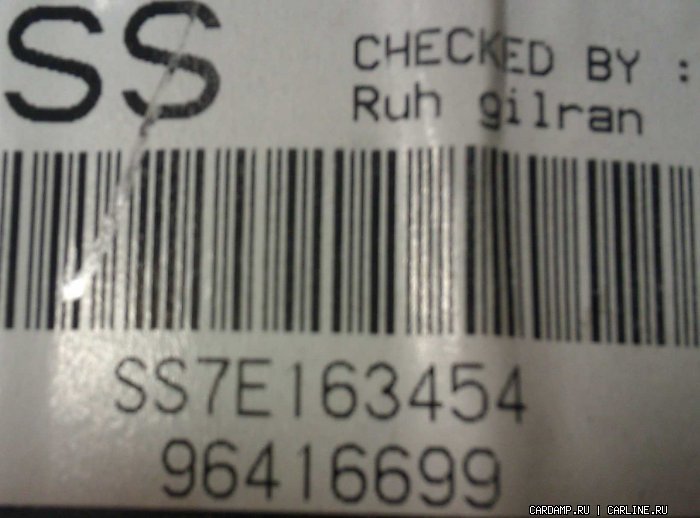 SS
CHECKED BY :
Ruh gilran
SS7E163454
96416699
CARDAMP.RU | CARLINE.RU